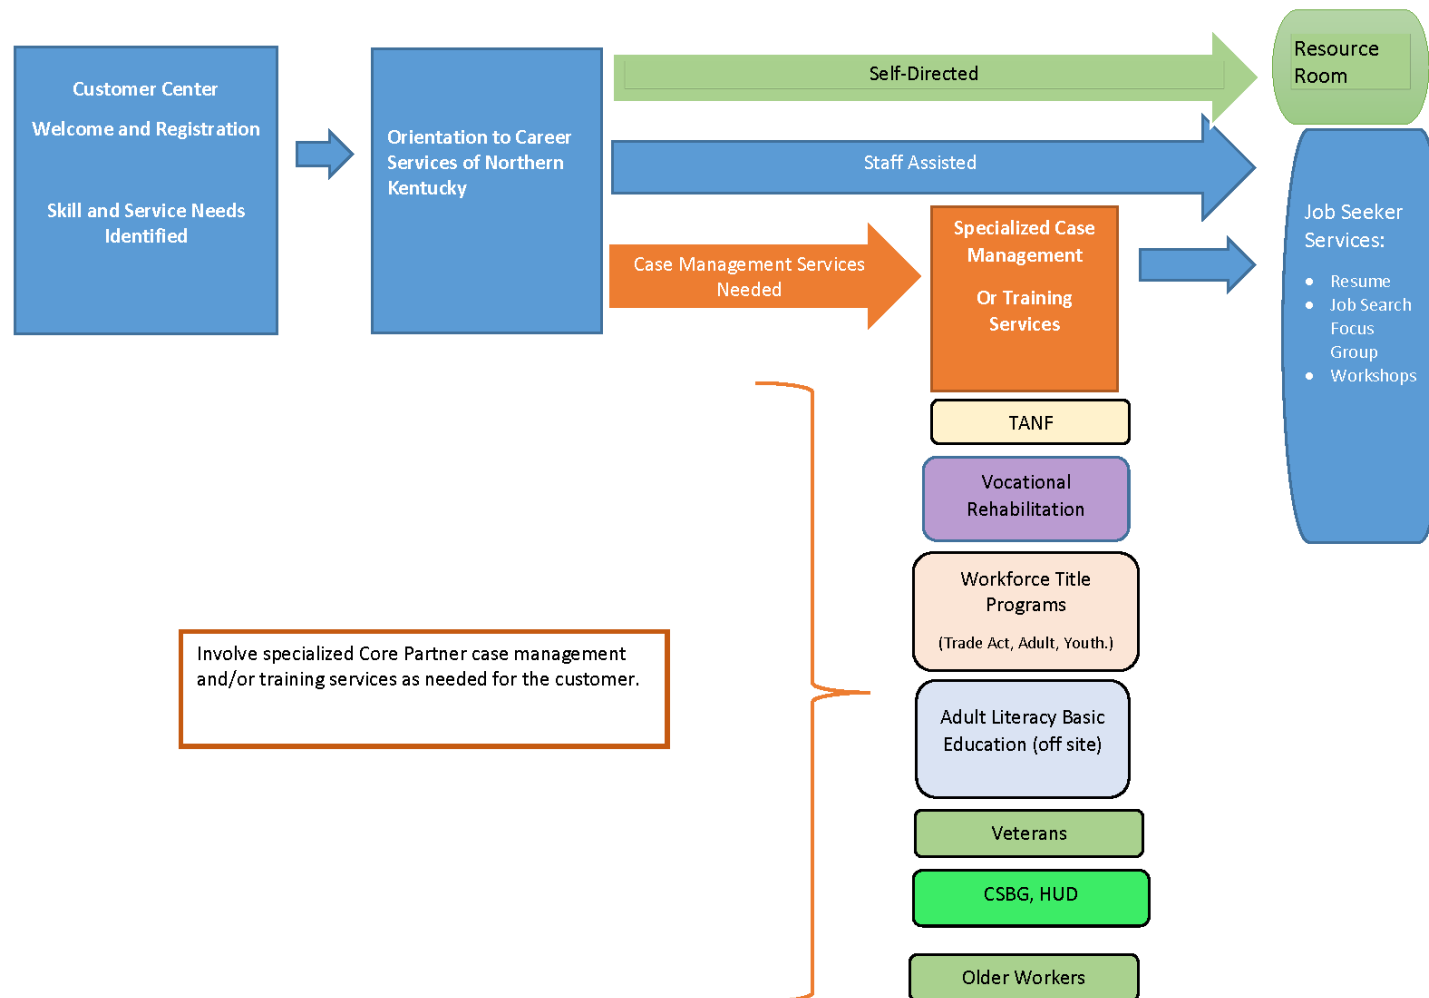 Customer Center
Welcome and Registration
Skill and Service Needs
Identified
Orientation to Career
Services of Northern
Kentucky
Self-Directed
Staff Assisted
Case Management Services
Needed
Specialized Case
Management
Or Training
Services
Resource
Room
Job Seeker
Services:
● Resume
● Job Search
Focus
Group
● Workshops
TANF
Vocational
Rehabilitation
Workforce Title
Programs
(Trade Act, Adult, Youth.)
Adult Literacy Basic
Education (off site)
Veterans
CSBG, HUD
Older Workers
Involve specialized Core Partner case management
and/or training services as needed for the customer.